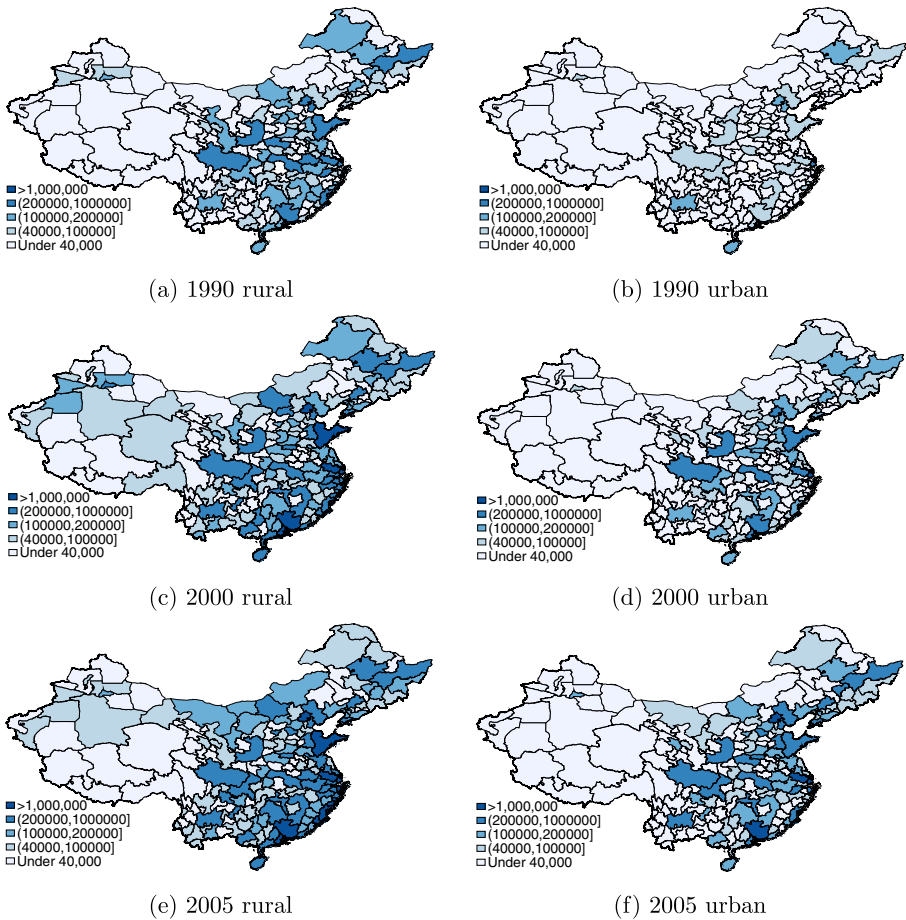 >1,000,000
(200000,1000000]
(100000,200000]
(40000,100000]
Under 40,000
(a) 1990 rural
>1,000,000
(200000,1000000]
(100000,200000]
(40000,100000]
Under 40,000
(b) 1990 urban
>1,000,000
(200000,1000000]
(100000,200000]
(40000,100000]
Under 40,000
(c) 2000 rural
>1,000,000
(200000,1000000]
(100000,200000]
(40000,100000]
Under 40,000
(d) 2000 urban
>1,000,000
(200000,1000000]
(100000,200000]
(40000,100000]
Under 40,000
(e) 2005 rural
>1,000,000
(200000,1000000]
(100000,200000]
(40000,100000]
Under 40,000
(f) 2005 urban